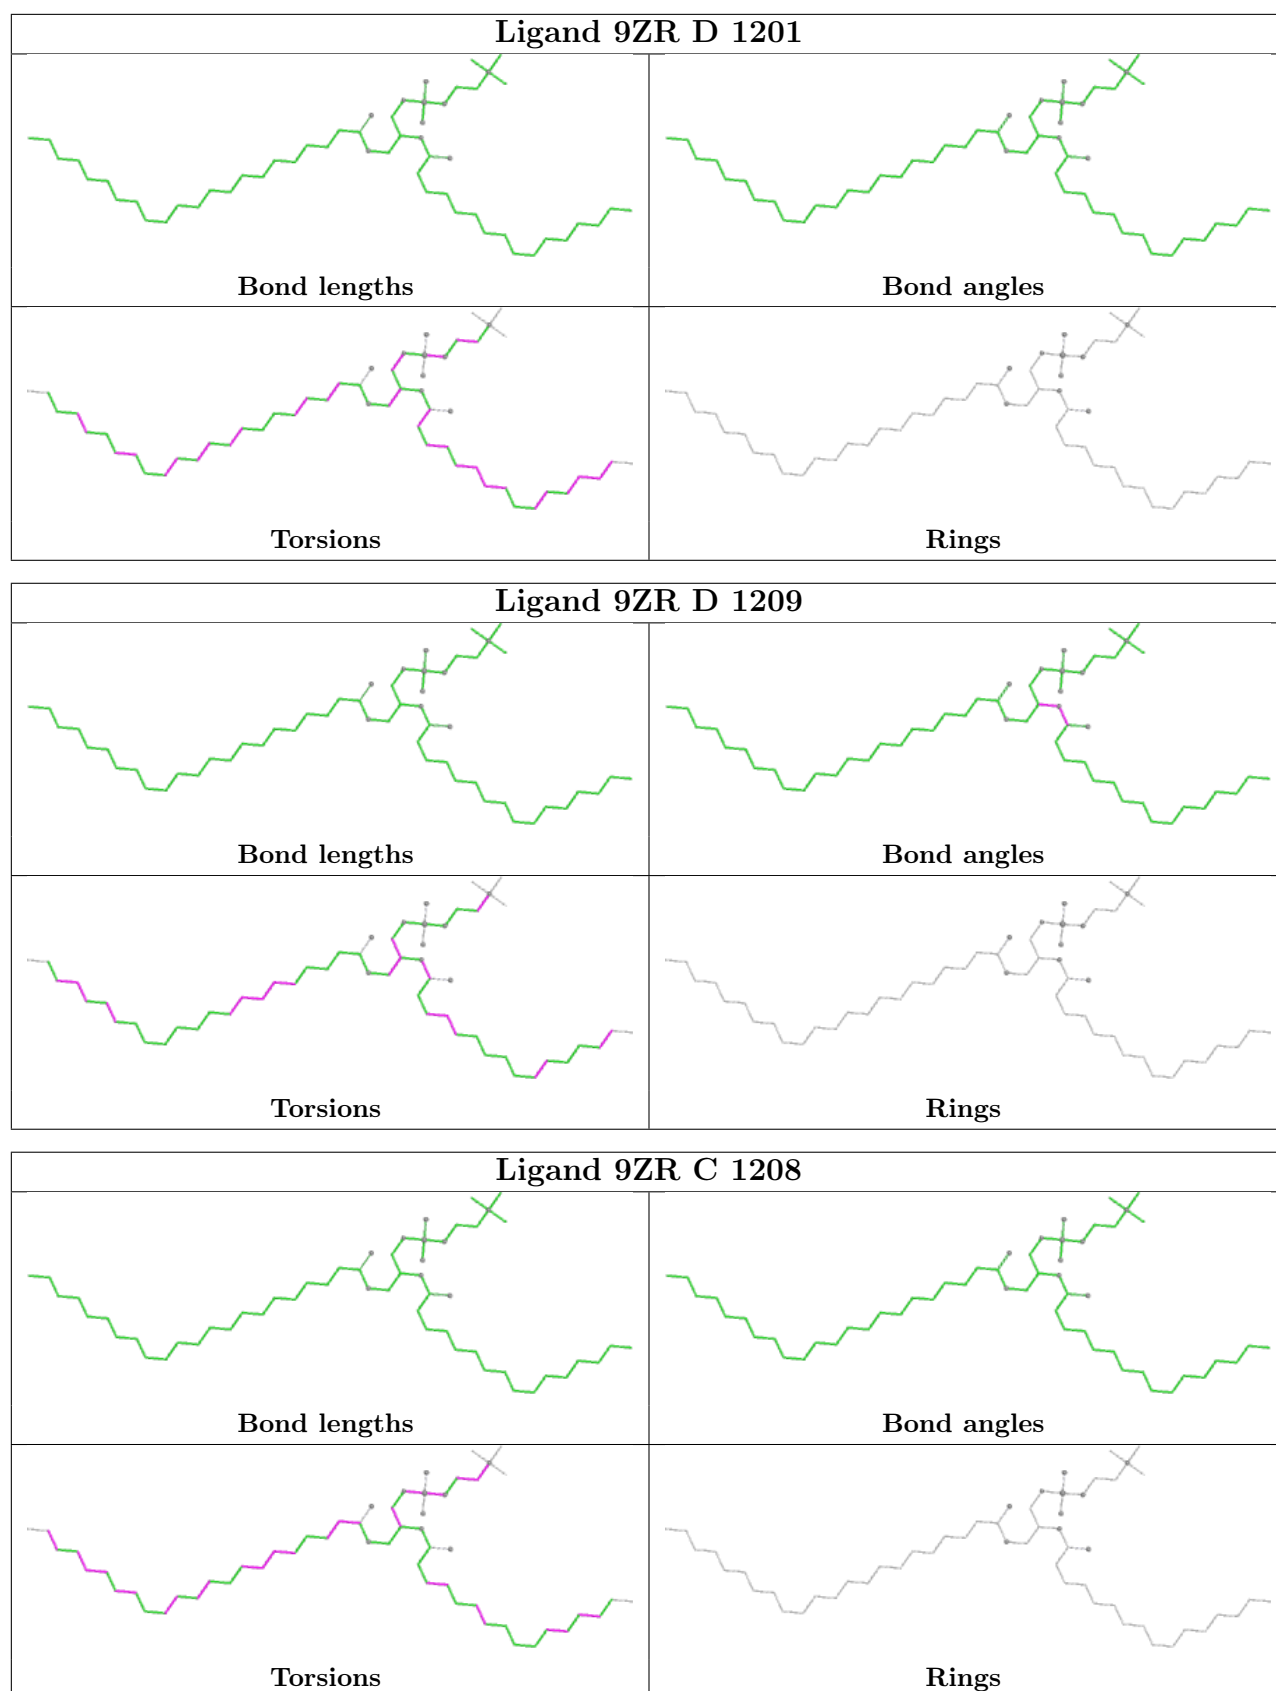 Ligand 9ZR D 1201
Bond lengths
Bond angles
Torsions
Rings
Ligand 9ZR D 1209
Bond lengths
Bond angles
Torsions
Rings
Ligand 9ZR C 1208
Bond lengths
Bond angles
Torsions
Rings